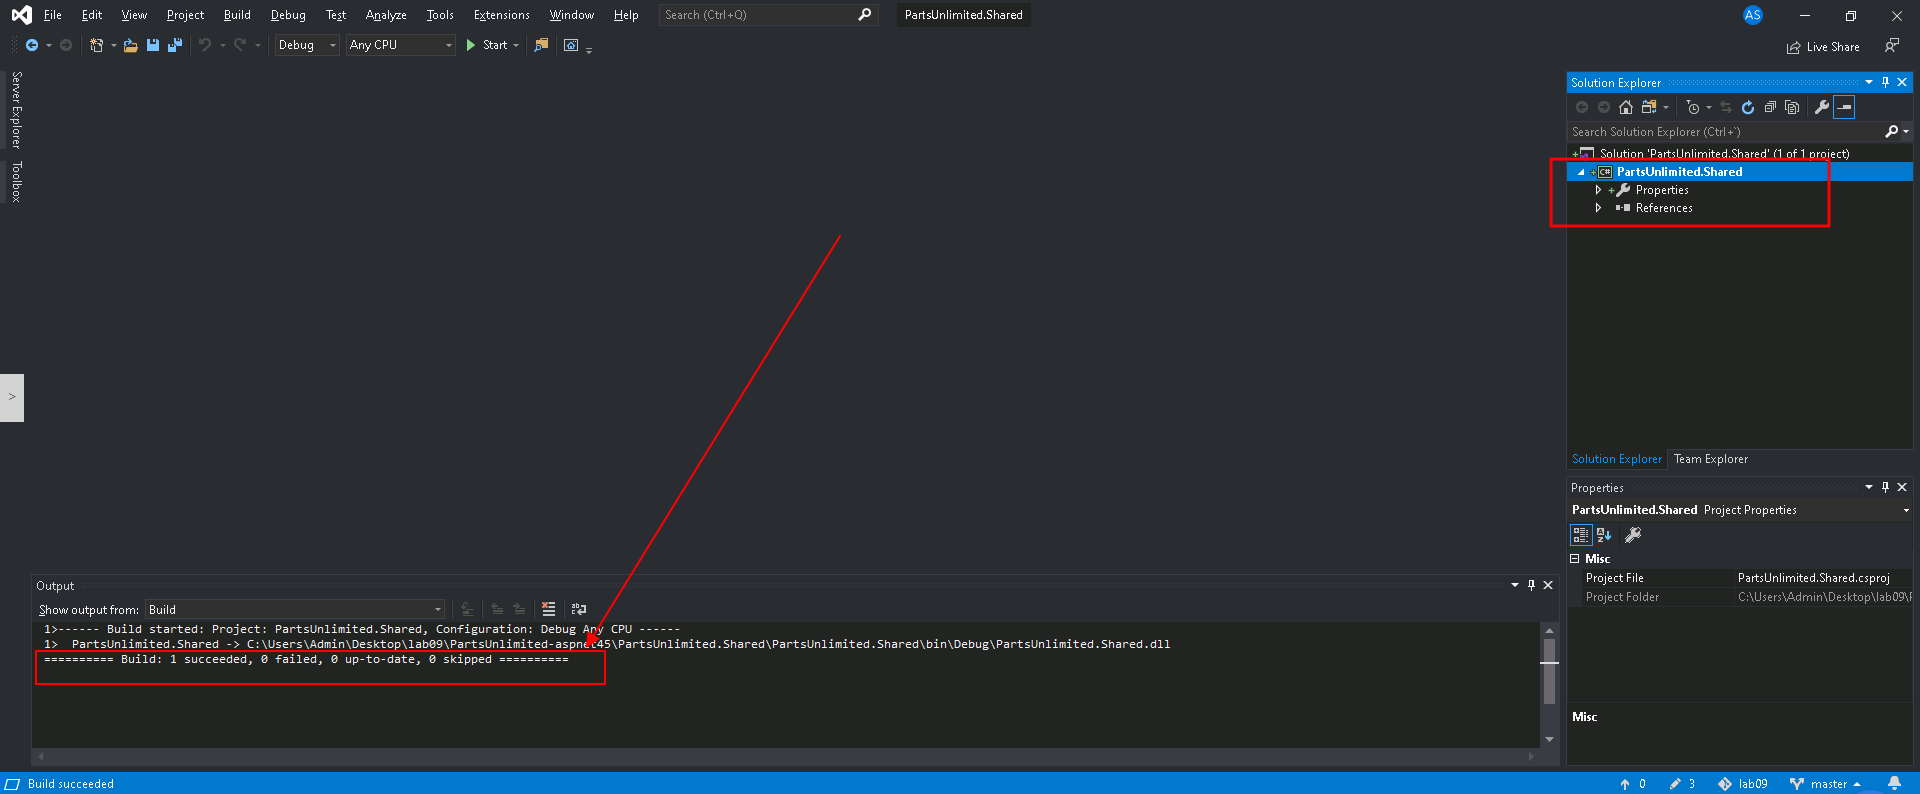 File Edit View Project Build Debug Test Analyze Tools Extensions Window Help Search (Ctrl+Q) PartsUnlimited.Shared AS
Debug Any CPU Start Live Share
Server Explorer
Toolbox
Solution Explorer
Search Solution Explorer (Ctrl+`)
Solution 'PartsUnlimited.Shared' (1 of 1 project)
C# PartsUnlimited.Shared
Properties
References
Solution Explorer Team Explorer
Properties
PartsUnlimited.Shared Project Properties
Misc
Project File PartsUnlimited.Shared.csproj
Project Folder C:\Users\Admin\Desktop\lab09\
Misc
Output
Show output from: Build
1>------ Build started: Project: PartsUnlimited.Shared, Configuration: Debug Any CPU ------
1> PartsUnlimited.Shared -> C:\Users\Admin\Desktop\lab09\PartsUnlimited-aspnet45\PartsUnlimited.Shared\PartsUnlimited.Shared\bin\Debug\PartsUnlimited.Shared.dll
========== Build: 1 succeeded, 0 failed, 0 up-to-date, 0 skipped ==========
Build succeeded 0 3 lab09 master